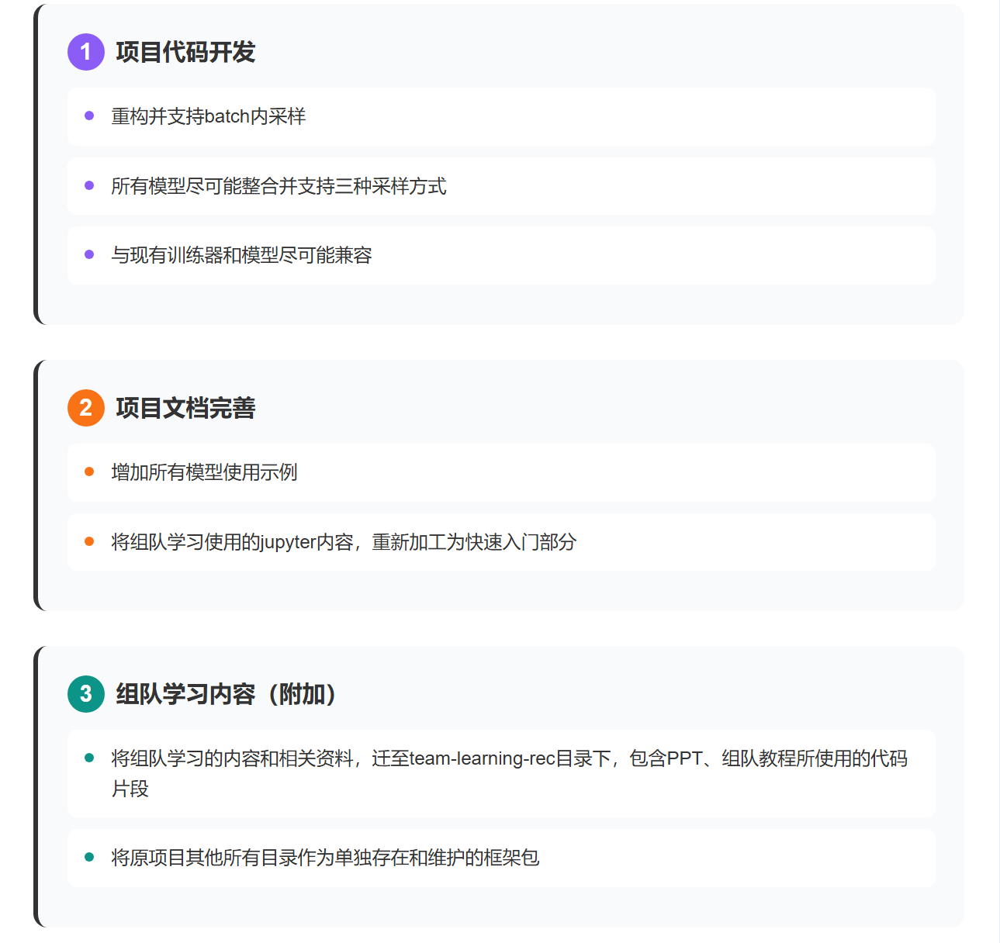 1 项目代码开发
重构并支持batch内采样
所有模型尽可能整合并支持三种采样方式
与现有训练器和模型尽可能兼容
2 项目文档完善
增加所有模型使用示例
将组队学习使用的jupyter内容，重新加工为快速入门部分
3 组队学习内容（附加）
将组队学习的内容和相关资料，迁至team-learning-rec目录下，包含PPT、组队教程所使用的代码
片段
将原项目其他所有目录作为单独存在和维护的框架包